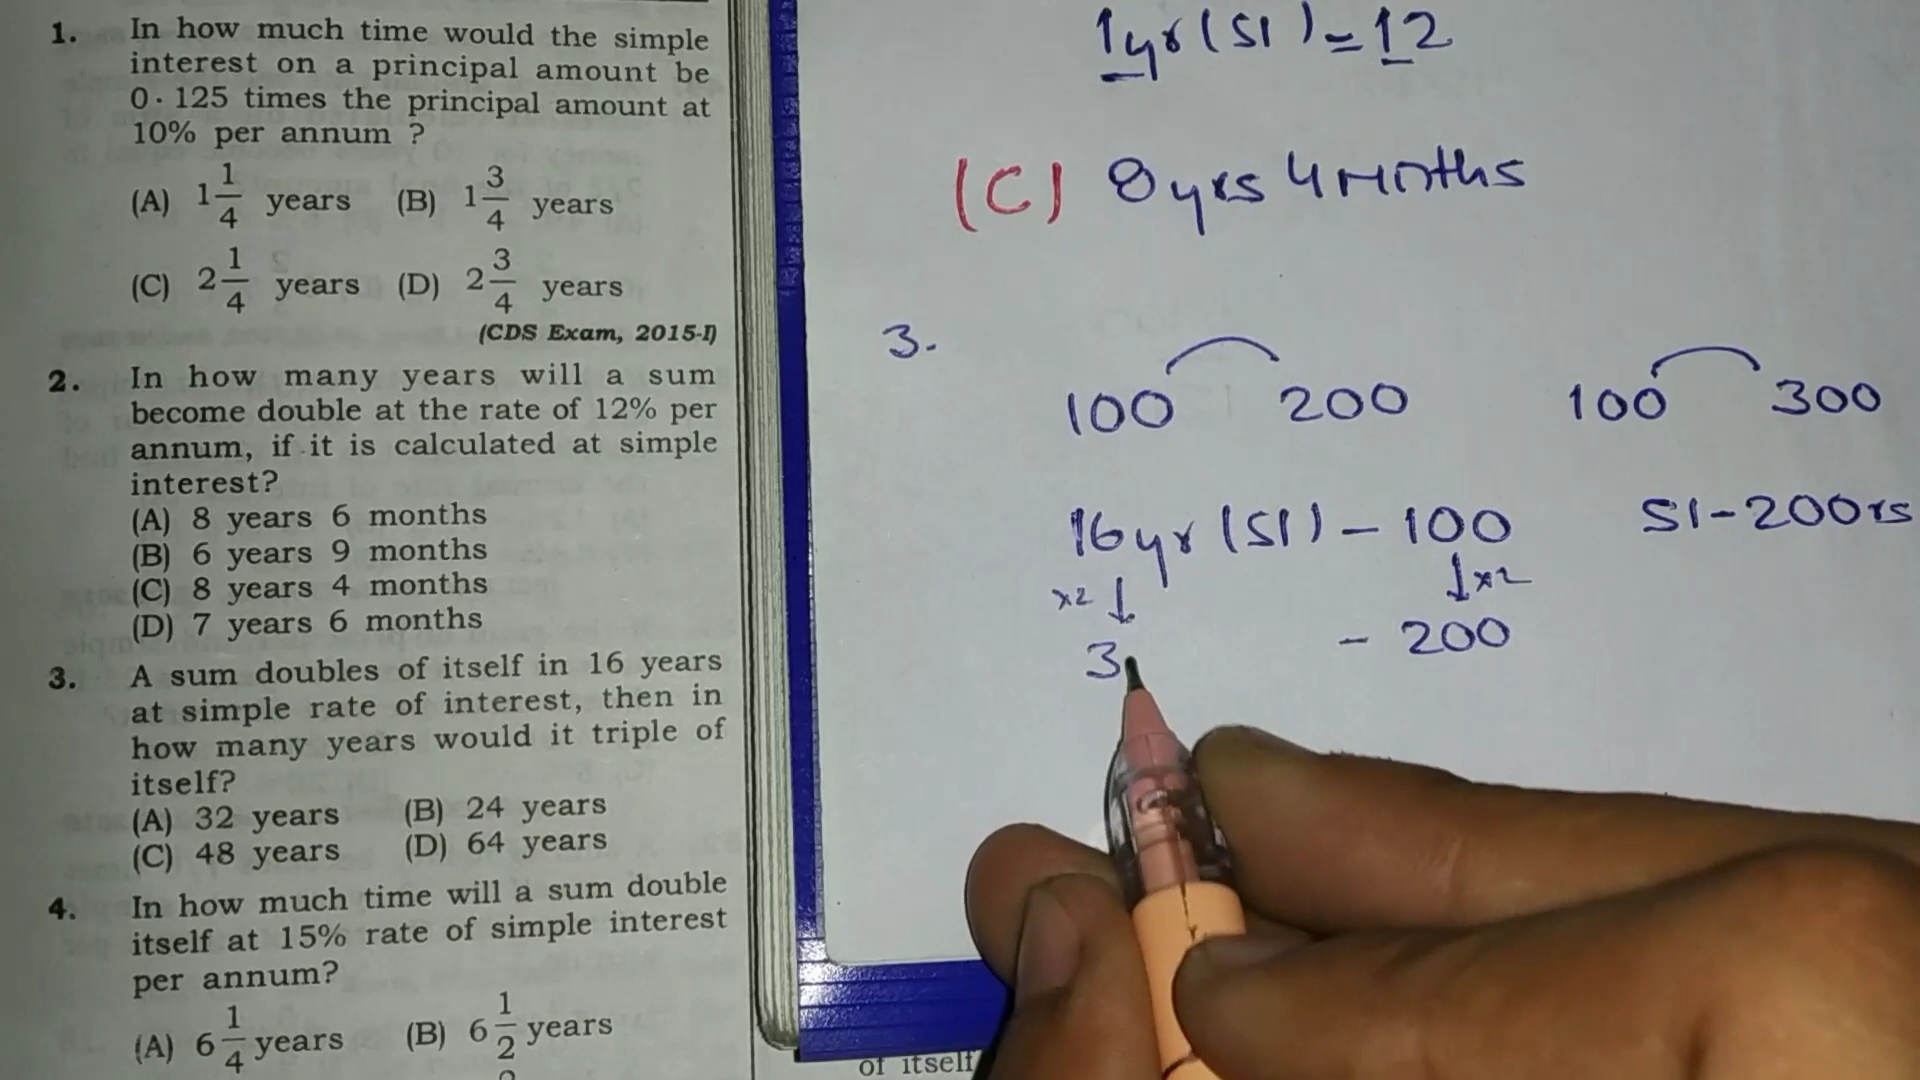 1. In how much time would the simple
interest on a principal amount be
0·125 times the principal amount at
10% per annum ?
(A) 1 1/4 years (B) 1 3/4 years
(C) 2 1/4 years (D) 2 3/4 years
(CDS Exam, 2015-I)
2. In how many years will a sum
become double at the rate of 12% per
annum, if it is calculated at simple
interest?
(A) 8 years 6 months
(B) 6 years 9 months
(C) 8 years 4 months
(D) 7 years 6 months
3. A sum doubles of itself in 16 years
at simple rate of interest, then in
how many years would it triple of
itself?
(A) 32 years (B) 24 years
(C) 48 years (D) 64 years
4. In how much time will a sum double
itself at 15% rate of simple interest
per annum?
(A) 6 1/4 years (B) 6 1/2 years
1yr (SI) = 12
(C) 8yrs 4 months
3.
100 200 100 300
16yr (SI) - 100 SI-200rs
x2 ↓ ↓x2
3 - 200
of itself